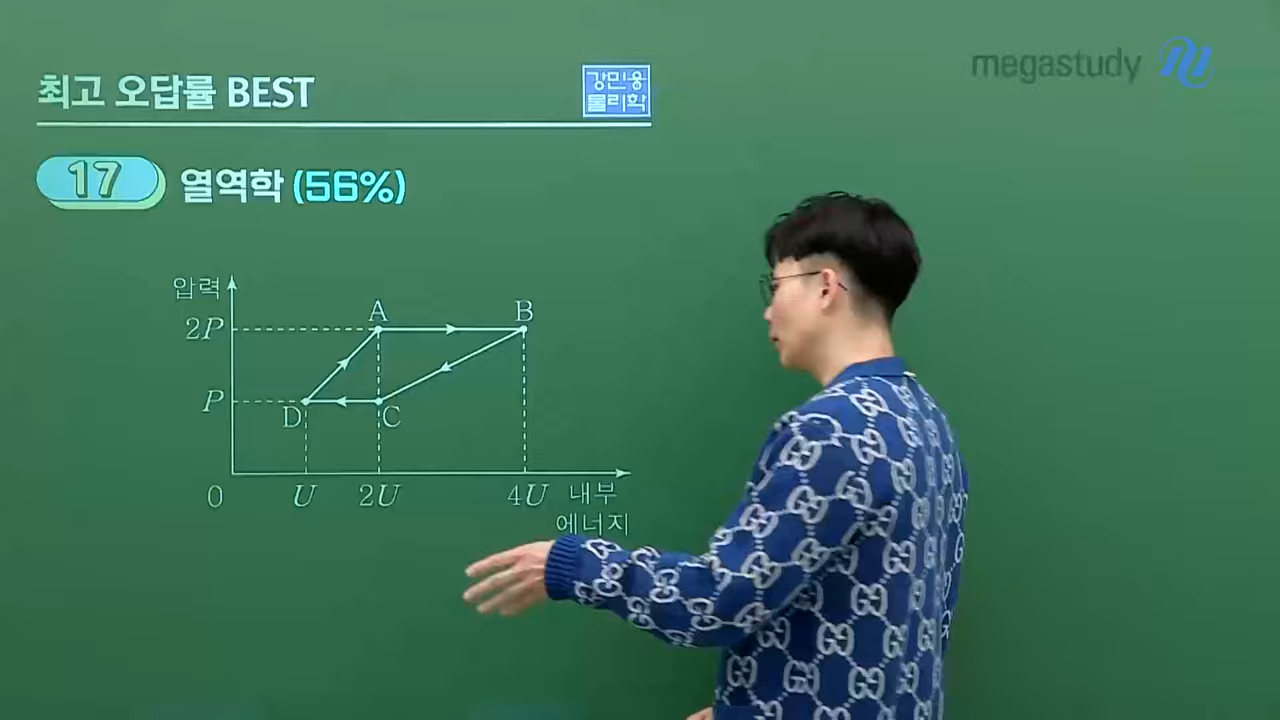 최고 오답률 BEST
강민웅
물리학
megastudy
17 열역학 (56%)
압력
A B
2P
P
D C
0 U 2U 4U 내부
에너지